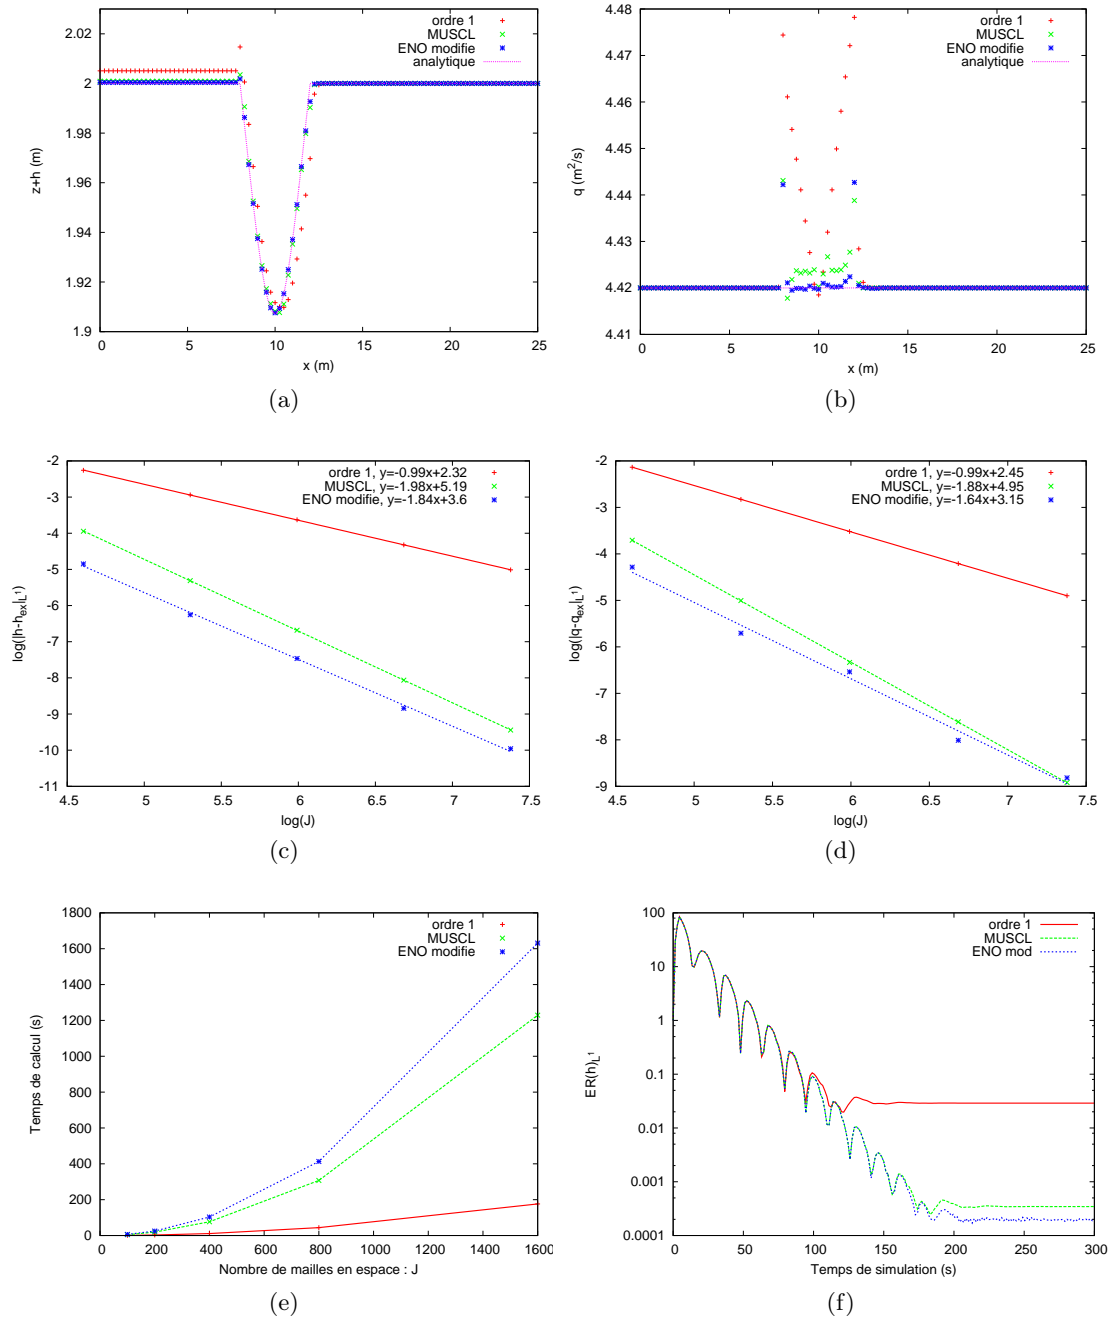 2.02
2
1.98
1.96
1.94
1.92
1.9
0
5
10
15
20
25
z+h (m)
x (m)
ordre 1
MUSCL
ENO modifie
analytique
(a)
4.48
4.47
4.46
4.45
4.44
4.43
4.42
4.41
0
5
10
15
20
25
q (m²/s)
x (m)
ordre 1
MUSCL
ENO modifie
analytique
(b)
-2
-3
-4
-5
-6
-7
-8
-9
-10
-11
4.5
5
5.5
6
6.5
7
7.5
log(|h-h_ex|_L¹)
log(J)
ordre 1, y=-0.99x+2.32
MUSCL, y=-1.98x+5.19
ENO modifie, y=-1.84x+3.6
(c)
-2
-3
-4
-5
-6
-7
-8
-9
4.5
5
5.5
6
6.5
7
7.5
log(|q-q_ex|_L¹)
log(J)
ordre 1, y=-0.99x+2.45
MUSCL, y=-1.88x+4.95
ENO modifie, y=-1.64x+3.15
(d)
1800
1600
1400
1200
1000
800
600
400
200
0
0
200
400
600
800
1000
1200
1400
1600
Temps de calcul (s)
Nombre de mailles en espace : J
ordre 1
MUSCL
ENO modifie
(e)
100
10
1
0.1
0.01
0.001
0.0001
0
50
100
150
200
250
300
ER(h)_L¹
Temps de simulation (s)
ordre 1
MUSCL
ENO mod
(f)